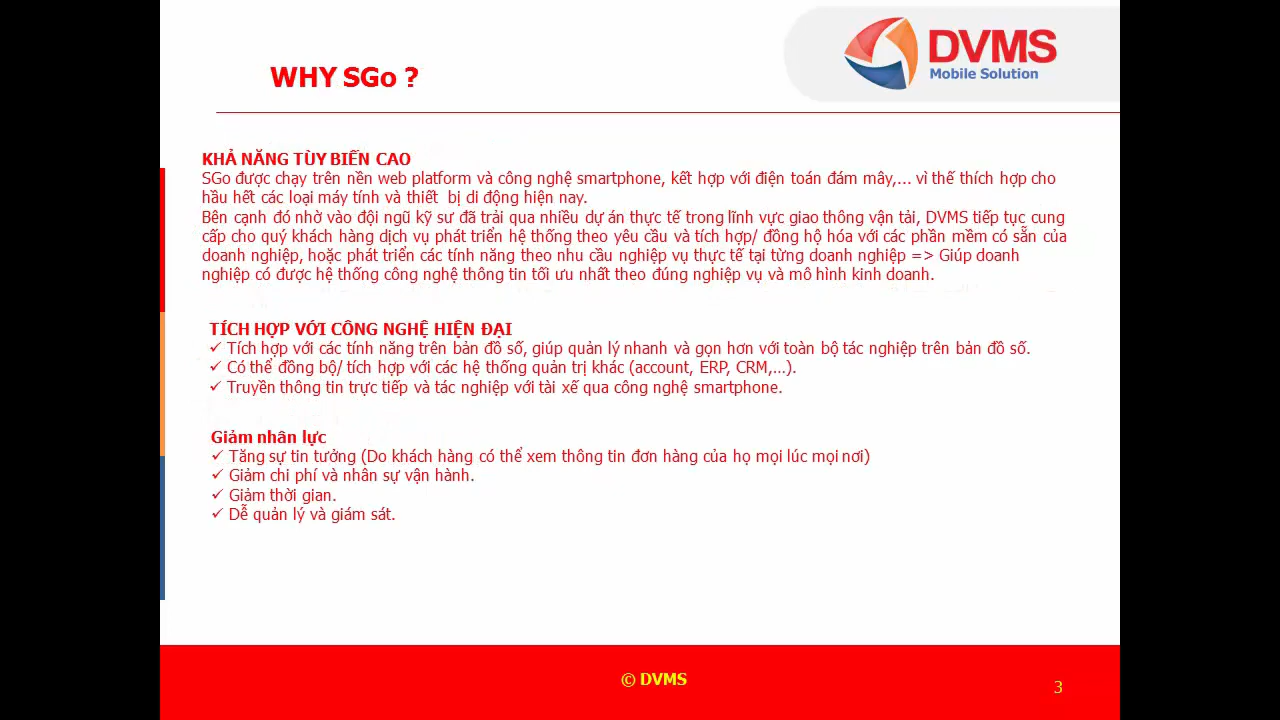 WHY SGo ?
DVMS
Mobile Solution
KHẢ NĂNG TÙY BIẾN CAO
SGo được chạy trên nền web platform và công nghệ smartphone, kết hợp với điện toán đám mây,... vì thế thích hợp cho
hầu hết các loại máy tính và thiết bị di động hiện nay.
Bên cạnh đó nhờ vào đội ngũ kỹ sư đã trải qua nhiều dự án thực tế trong lĩnh vực giao thông vận tải, DVMS tiếp tục cung
cấp cho quý khách hàng dịch vụ phát triển hệ thống theo yêu cầu và tích hợp/ đồng hộ hóa với các phần mềm có sẵn của
doanh nghiệp, hoặc phát triển các tính năng theo nhu cầu nghiệp vụ thực tế tại từng doanh nghiệp => Giúp doanh
nghiệp có được hệ thống công nghệ thông tin tối ưu nhất theo đúng nghiệp vụ và mô hình kinh doanh.
TÍCH HỢP VỚI CÔNG NGHỆ HIỆN ĐẠI
✓ Tích hợp với các tính năng trên bản đồ số, giúp quản lý nhanh và gọn hơn với toàn bộ tác nghiệp trên bản đồ số.
✓ Có thể đồng bộ/ tích hợp với các hệ thống quản trị khác (account, ERP, CRM,…).
✓ Truyền thông tin trực tiếp và tác nghiệp với tài xế qua công nghệ smartphone.
Giảm nhân lực
✓ Tăng sự tin tưởng (Do khách hàng có thể xem thông tin đơn hàng của họ mọi lúc mọi nơi)
✓ Giảm chi phí và nhân sự vận hành.
✓ Giảm thời gian.
✓ Dễ quản lý và giám sát.
© DVMS
3